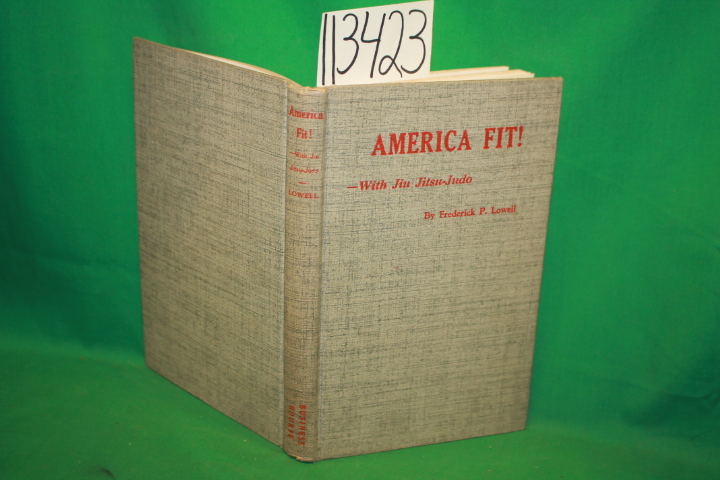 113423
America
Fit!
—With Jiu
Jitsu-Judo
—
LOWELL
AMERICA FIT!
—With Jiu Jitsu-Judo
By Frederick P. Lowell